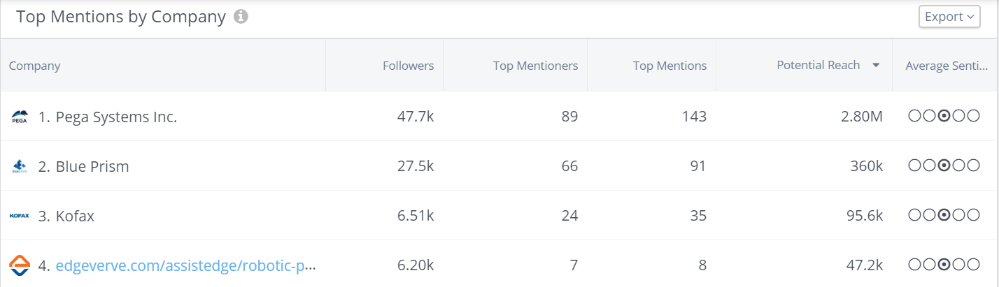 Top Mentions by Company
Export
Company Followers Top Mentioners Top Mentions Potential Reach Average Senti...
PEGA 1. Pega Systems Inc. 47.7k 89 143 2.80M
2. Blue Prism 27.5k 66 91 360k
KOFAX 3. Kofax 6.51k 24 35 95.6k
4. edgeverve.com/assistedge/robotic-p... 6.20k 7 8 47.2k